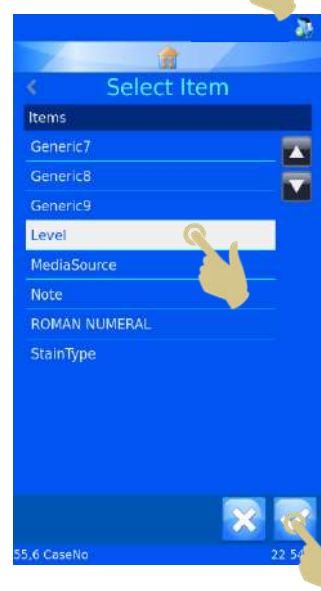 Select Item
Items
Generic7
Generic8
Generic9
Level
MediaSource
Note
ROMAN NUMERAL
StainType
55,6 CaseNo 22 54